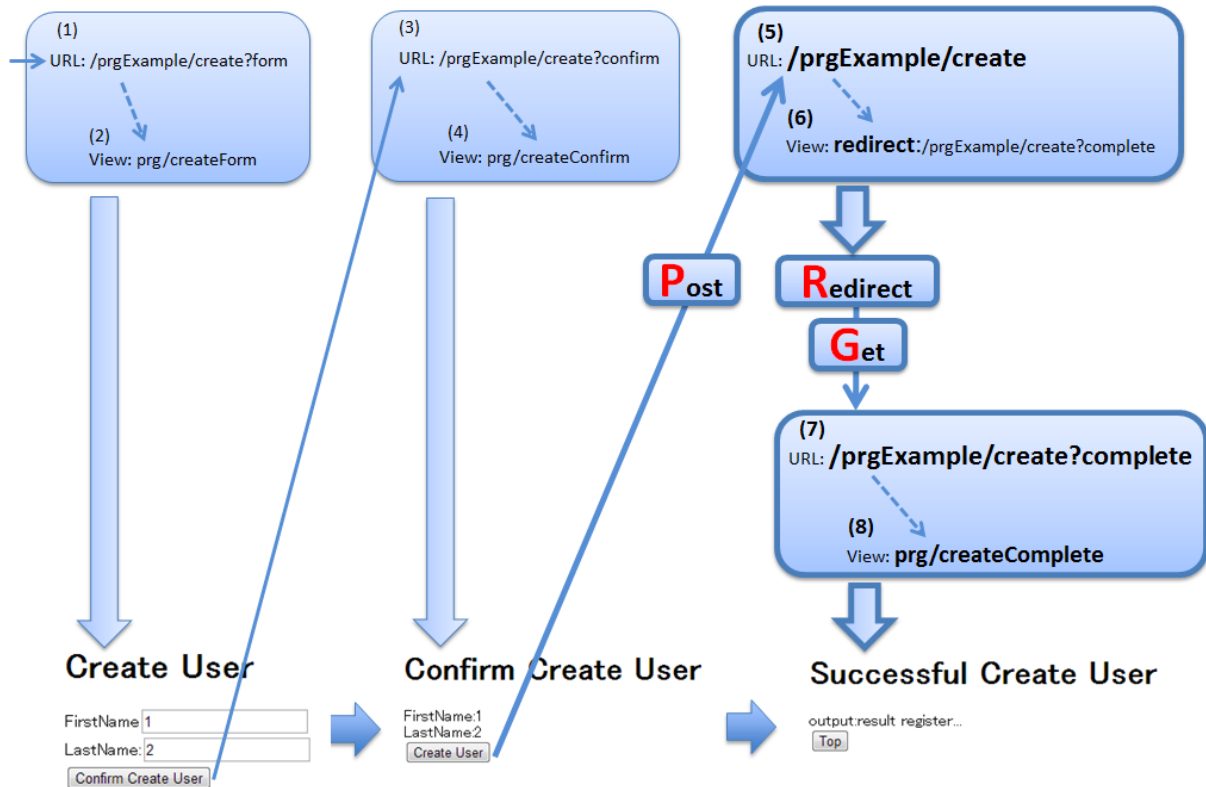 (1)
URL: /prgExample/create?form
(2)
View: prg/createForm
(3)
URL: /prgExample/create?confirm
(4)
View: prg/createConfirm
(5)
URL: /prgExample/create
(6)
View: redirect:/prgExample/create?complete
Post
Redirect
Get
(7)
URL: /prgExample/create?complete
(8)
View: prg/createComplete
Create User
FirstName 1
LastName: 2
Confirm Create User
Confirm Create User
FirstName:1
LastName:2
Create User
Successful Create User
output:result register...
Top